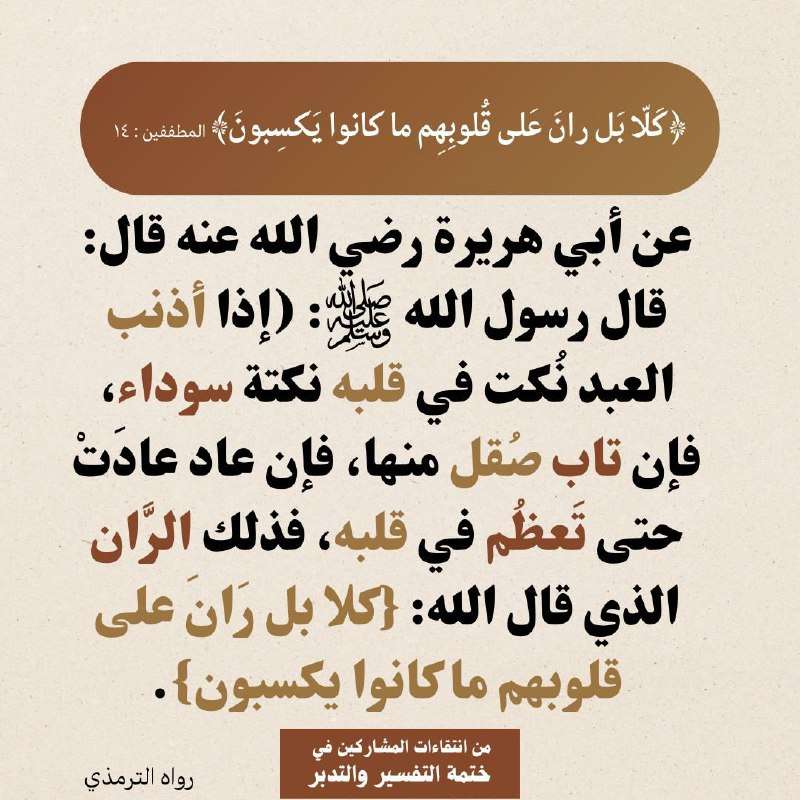 ﴿كَلّا بَل رانَ عَلى قُلوبِهِم ما كانوا يَكسِبونَ﴾ المطففين : ١٤
عن أبي هريرة رضي الله عنه قال:
قال رسول الله ﷺ: (إذا أذنب
العبد نُكت في قلبه نكتة سوداء،
فإن تاب صُقل منها، فإن عاد عادَتْ
حتى تَعظُم في قلبه، فذلك الرَّان
الذي قال الله: {كلا بل رَانَ على
قلوبهم ما كانوا يكسبون}.
من انتقاءات المشاركين في
ختمة التفسير والتدبر
رواه الترمذي